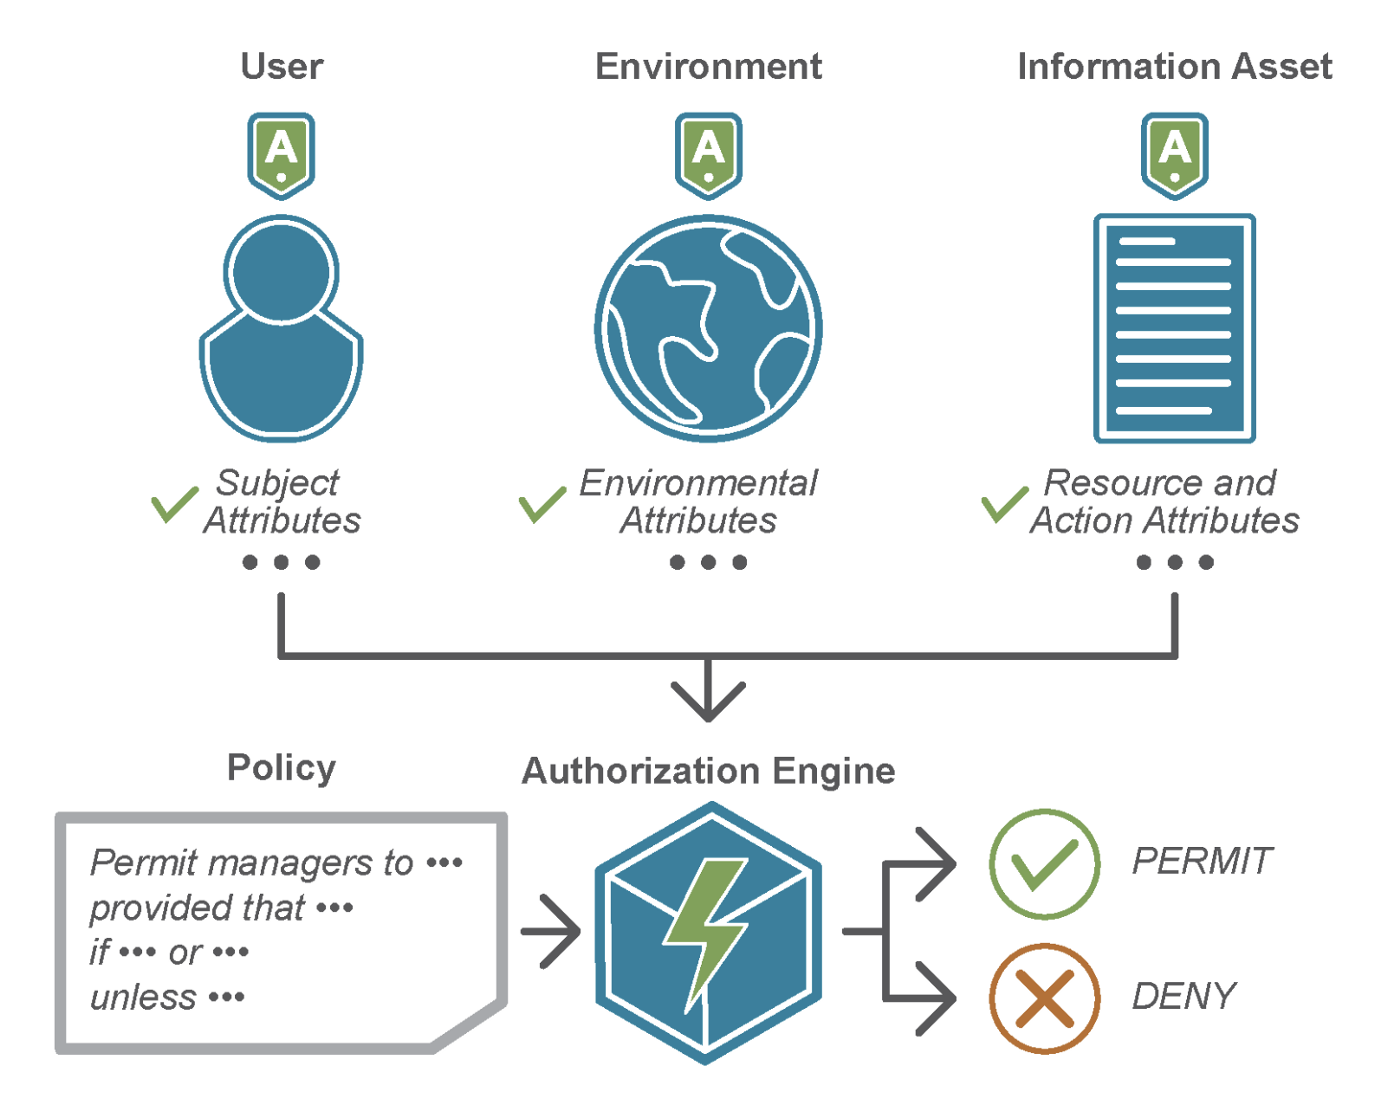 User
Environment
Information Asset
A
A
A
Subject
Attributes
Environmental
Attributes
Resource and
Action Attributes
Policy
Authorization Engine
Permit managers to •••
provided that •••
if ••• or •••
unless •••
PERMIT
DENY